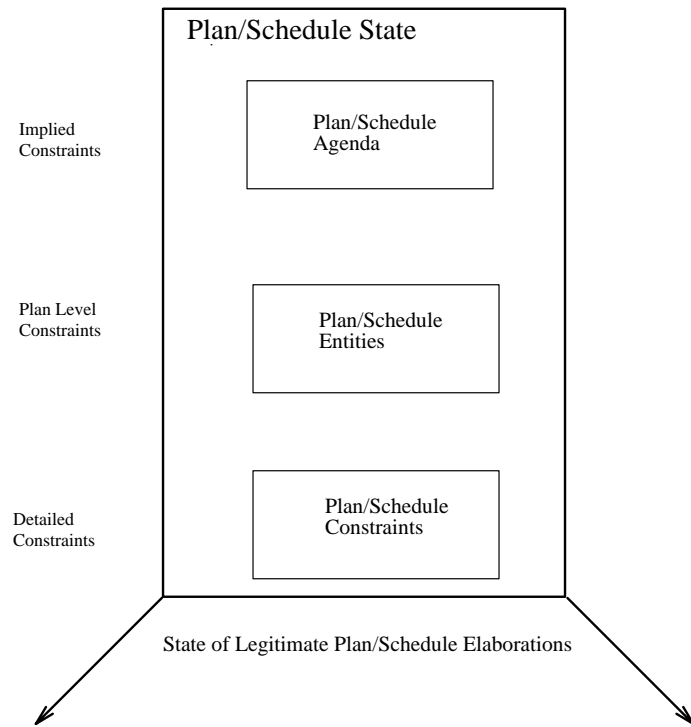 Plan/Schedule State
Implied
Constraints
Plan/Schedule
Agenda
Plan Level
Constraints
Plan/Schedule
Entities
Detailed
Constraints
Plan/Schedule
Constraints
State of Legitimate Plan/Schedule Elaborations